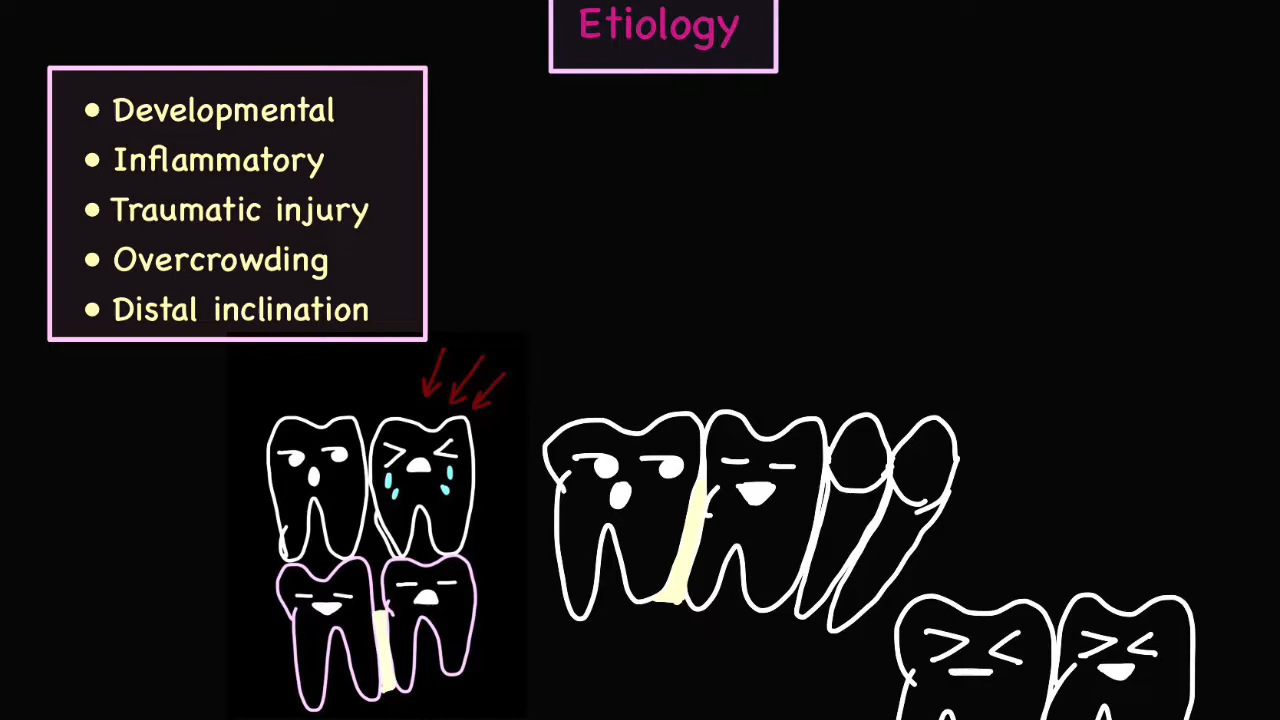 Etiology
• Developmental
• Inflammatory
• Traumatic injury
• Overcrowding
• Distal inclination